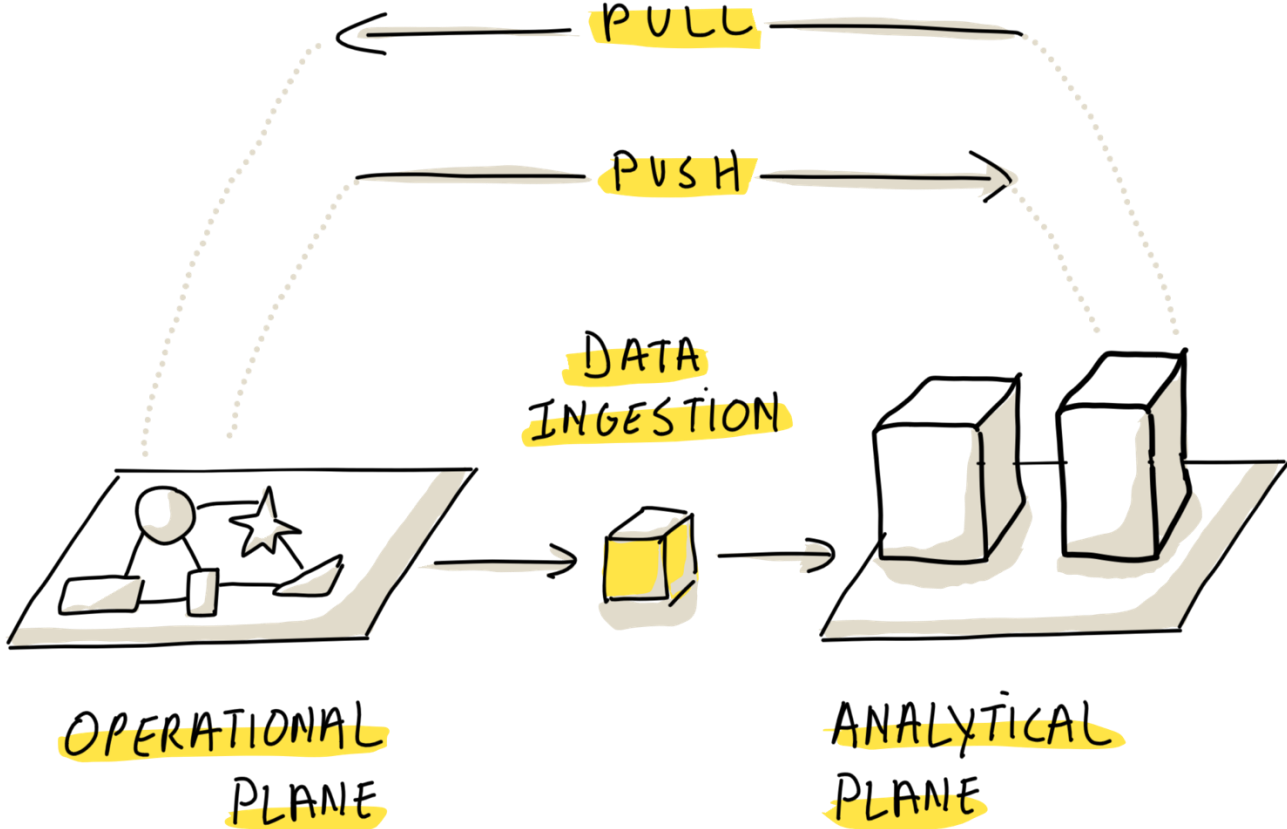 PULL
PUSH
DATA
INGESTION
OPERATIONAL
PLANE
ANALYTICAL
PLANE